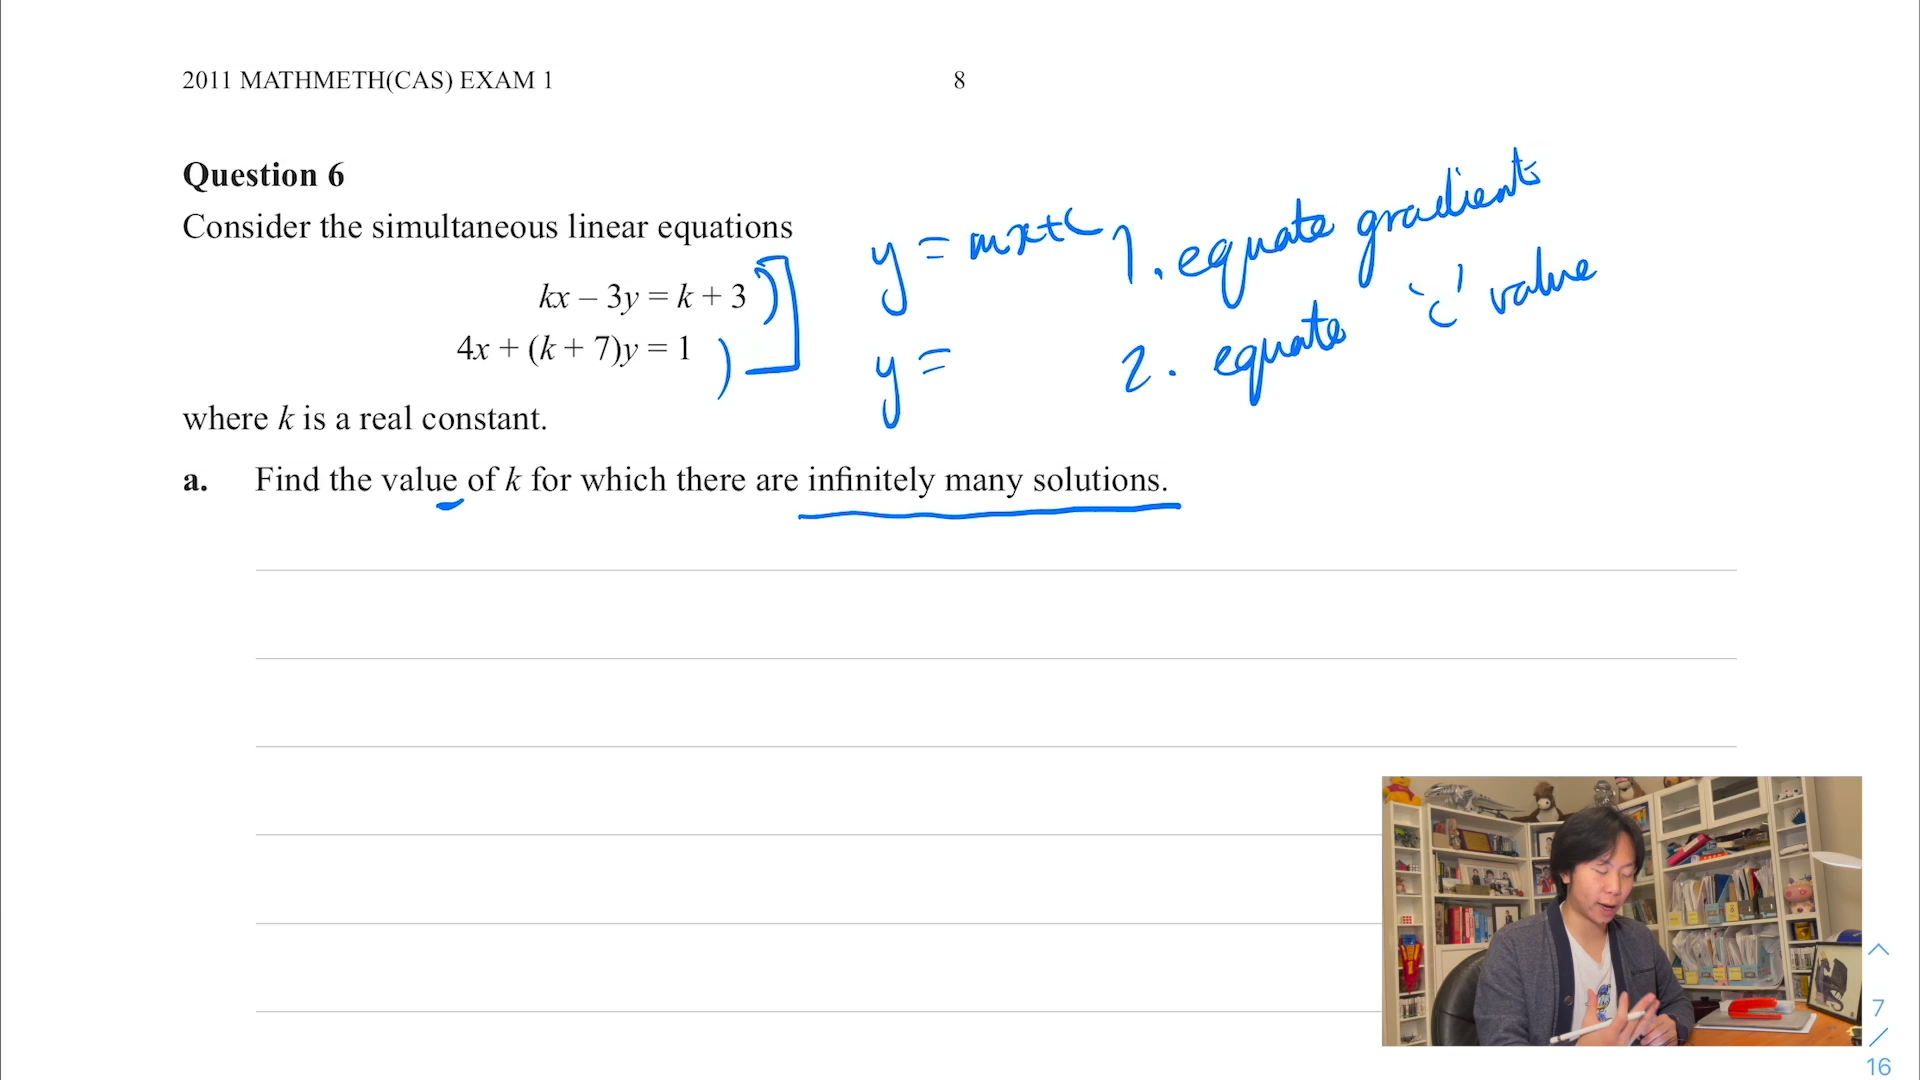 2011 MATHMETH(CAS) EXAM 1
8
Question 6
Consider the simultaneous linear equations
kx – 3y = k + 3
4x + (k + 7)y = 1
where k is a real constant.
y = mx+c
y =
1. equate gradients
2. equate 'c' value
a. Find the value of k for which there are infinitely many solutions.
7
/
16